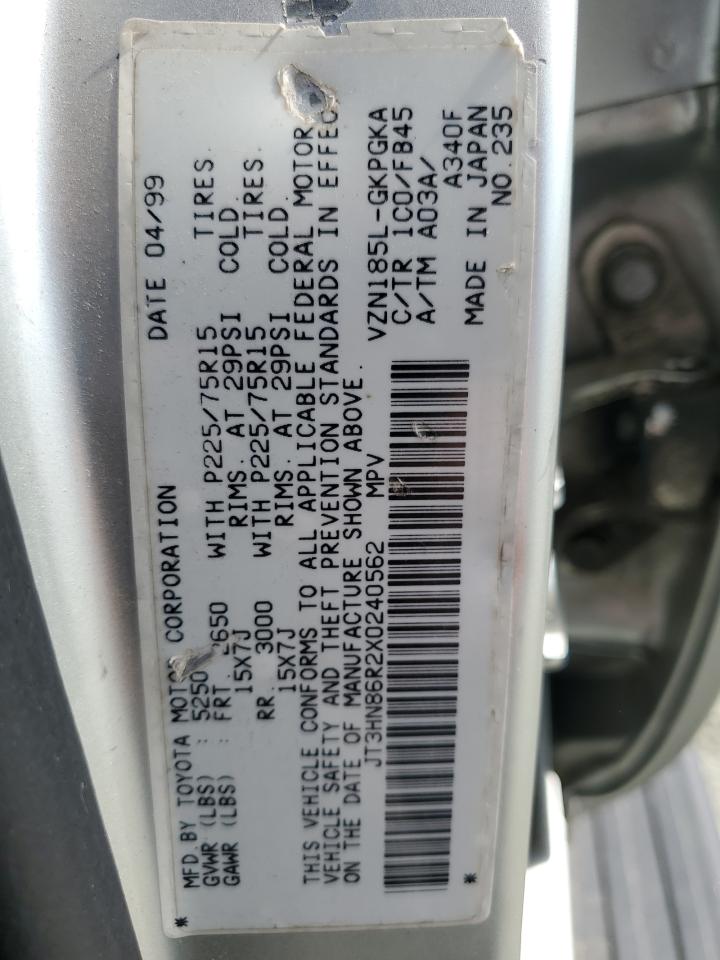 MFD.BY TOYOTA MOTOR CORPORATION DATE 04/99
GVWR (LBS) : 5250
GAWR (LBS) : FRT 2650 WITH P225/75R15 TIRES.
15X7J RIMS. AT 29PSI COLD
RR. 3000 WITH P225/75R15 TIRES.
15X7J RIMS. AT 29PSI COLD.
THIS VEHICLE CONFORMS TO ALL APPLICABLE FEDERAL MOTOR
VEHICLE SAFETY AND THEFT PREVENTION STANDARDS IN EFFECT
ON THE DATE OF MANUFACTURE SHOWN ABOVE.
JT3HN86R2X0240562 MPV
VZN185L-GKPGKA
C/TR 1C0/FB45
A/TM A03A/
A340F
MADE IN JAPAN
NO.235
* *